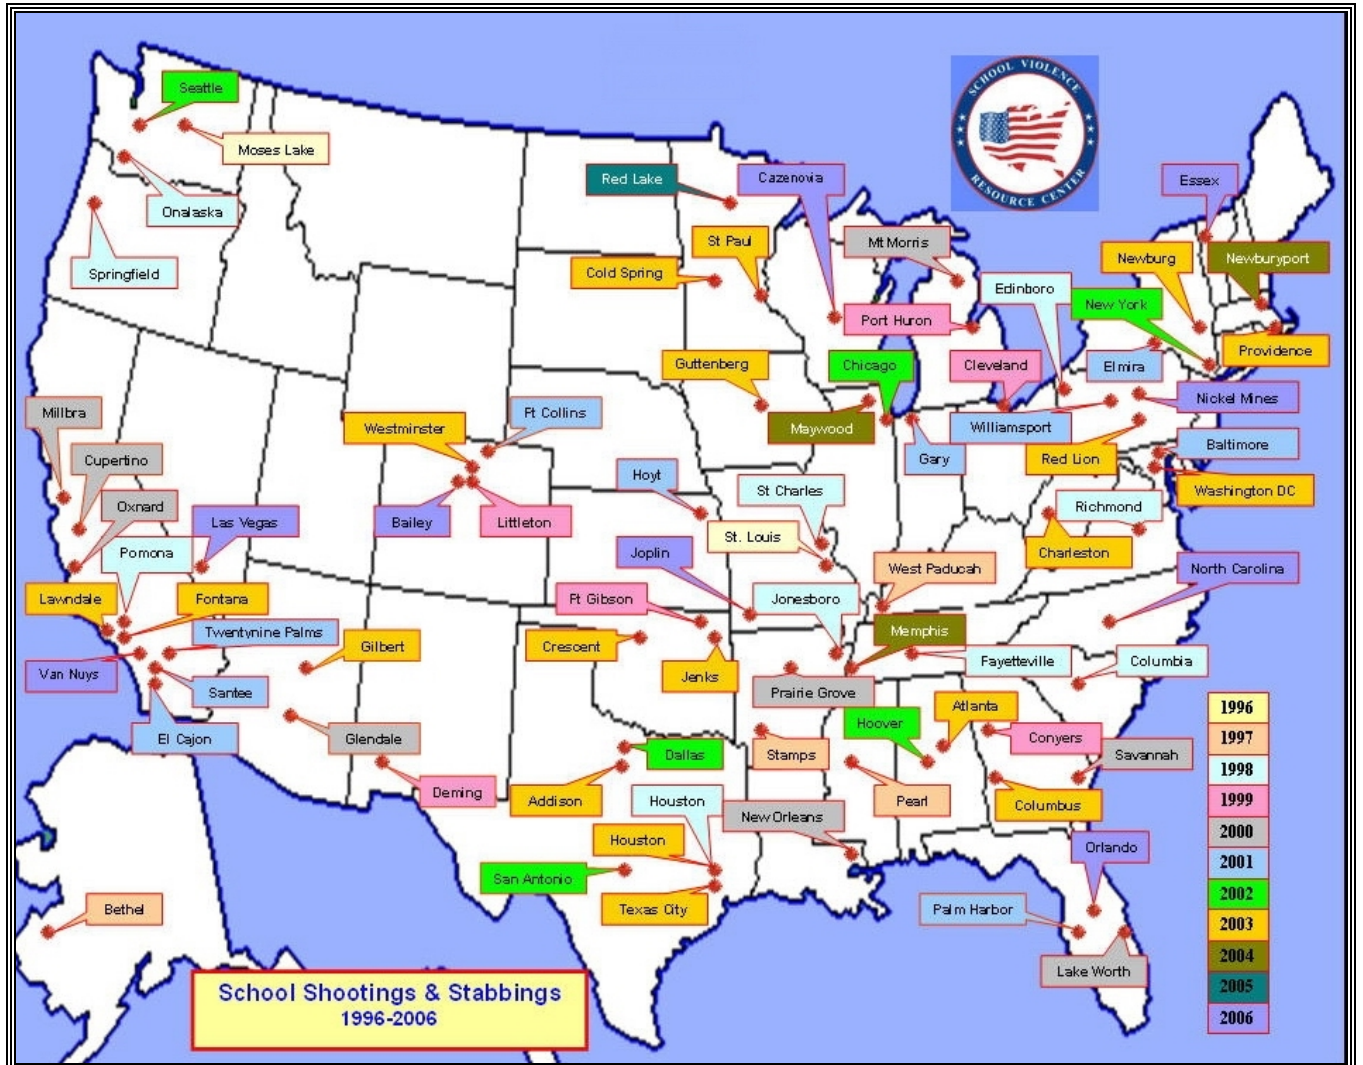 Seattle
Moses Lake
Onalaska
Springfield
Red Lake
Cazenovia
SCHOOL VIOLENCE
RESOURCE CENTER
Essex
St Paul
Mt Morris
Cold Spring
Newburg
Newburyport
Edinboro
New York
Port Huron
Providence
Guttenberg
Chicago
Cleveland
Elmira
Nickel Mines
Millbra
Ft Collins
Westminster
Maywood
Williamsport
Gary
Red Lion
Baltimore
Cupertino
Hoyt
St Charles
Washington DC
Oxnard
Las Vegas
Bailey
Littleton
Richmond
St. Louis
Pomona
Joplin
Charleston
West Paducah
North Carolina
Lawndale
Fontana
Ft Gibson
Jonesboro
Twentynine Palms
Gilbert
Crescent
Memphis
Van Nuys
Santee
Jenks
Fayetteville
Columbia
Prairie Grove
El Cajon
Glendale
Hoover
Atlanta
Dallas
Stamps
Conyers
Savannah
Deming
Addison
Houston
Pearl
Columbus
New Orleans
Houston
Orlando
San Antonio
Texas City
Palm Harbor
Bethel
Lake Worth
1996
1997
1998
1999
2000
2001
2002
2003
2004
2005
2006
School Shootings & Stabbings
1996-2006